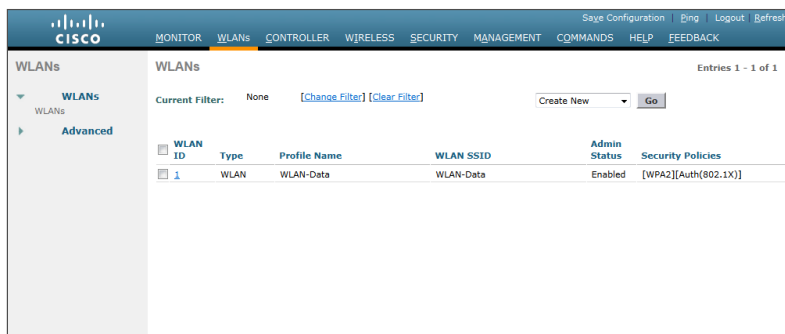 Save Configuration | Ping | Logout | Refresh
CISCO
MONITOR WLANs CONTROLLER WIRELESS SECURITY MANAGEMENT COMMANDS HELP FEEDBACK
WLANs
WLANs
WLANs
Advanced
WLANs
Entries 1 - 1 of 1
Current Filter: None [Change Filter] [Clear Filter] Create New Go
WLAN ID Type Profile Name WLAN SSID Admin Status Security Policies
1 WLAN WLAN-Data WLAN-Data Enabled [WPA2][Auth(802.1X)]